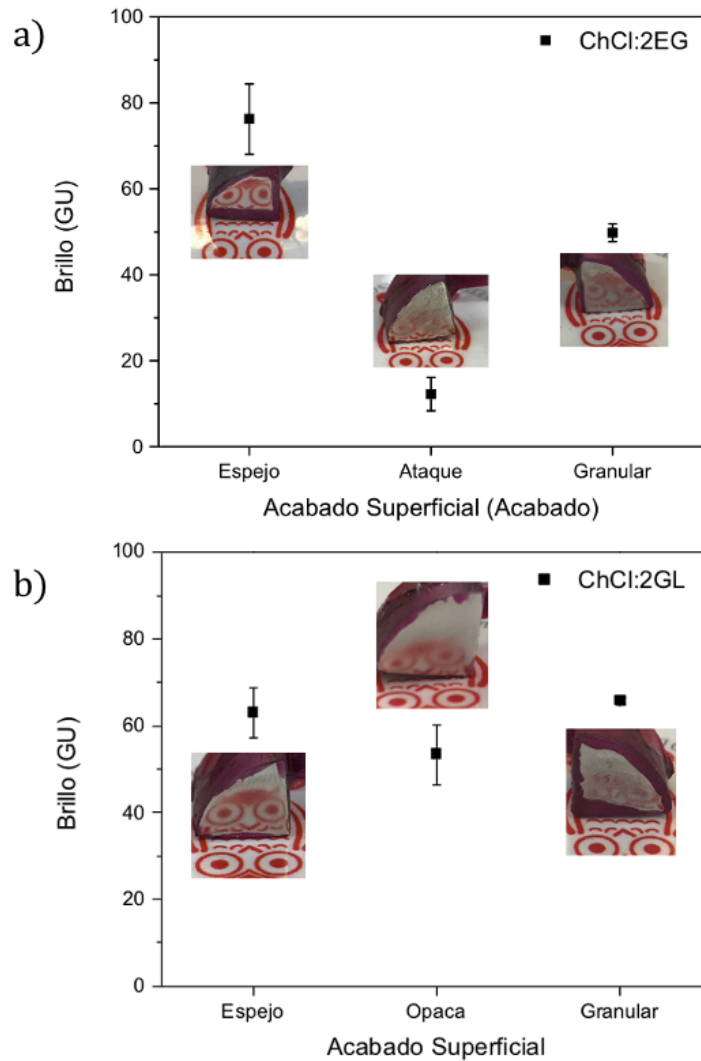 a)
100
80
60
40
20
0
Brillo (GU)
ChCl:2EG
Espejo
Ataque
Granular
Acabado Superficial (Acabado)
b)
100
80
60
40
20
0
Brillo (GU)
ChCl:2GL
Espejo
Opaca
Granular
Acabado Superficial